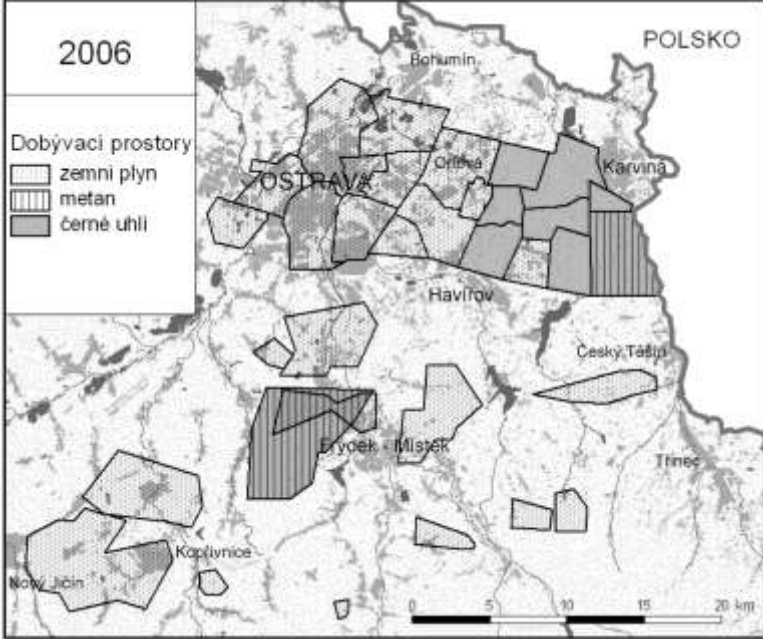 2006
Dobývací prostory
zemní plyn
metan
černé uhlí
POLSKO
Bohumín
OSTRAVA
Orlová
Karviná
Havířov
Český Těšín
Frýdek - Místek
Třinec
Kopřivnice
Nový Jičín
0 5 10 15 20 km